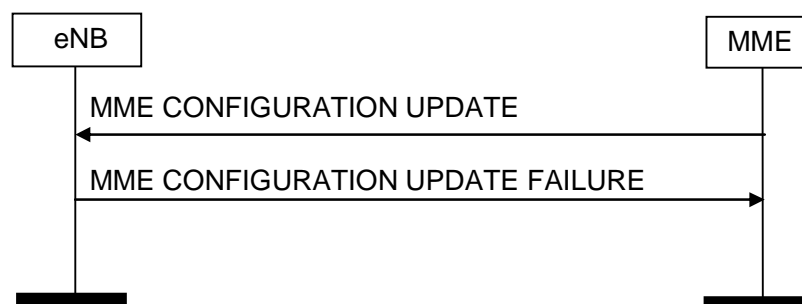 eNB
MME
MME CONFIGURATION UPDATE
MME CONFIGURATION UPDATE FAILURE